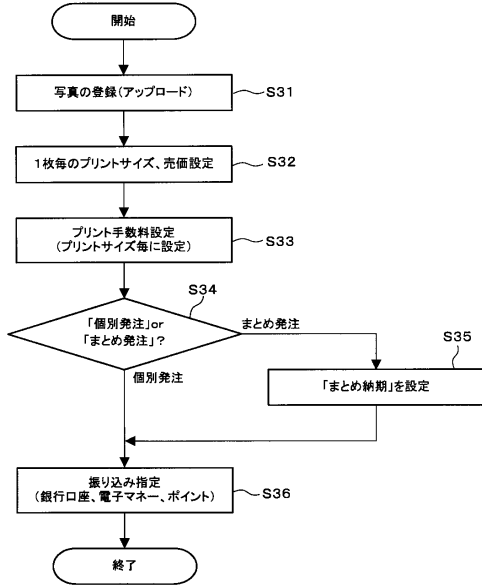 開始
写真の登録(アップロード)
S31
1枚毎のプリントサイズ、売価設定
S32
プリント手数料設定
(プリントサイズ毎に設定)
S33
S34
「個別発注」or
「まとめ発注」?
まとめ発注
S35
個別発注
「まとめ納期」を設定
振り込み指定
(銀行口座、電子マネー、ポイント)
S36
終了